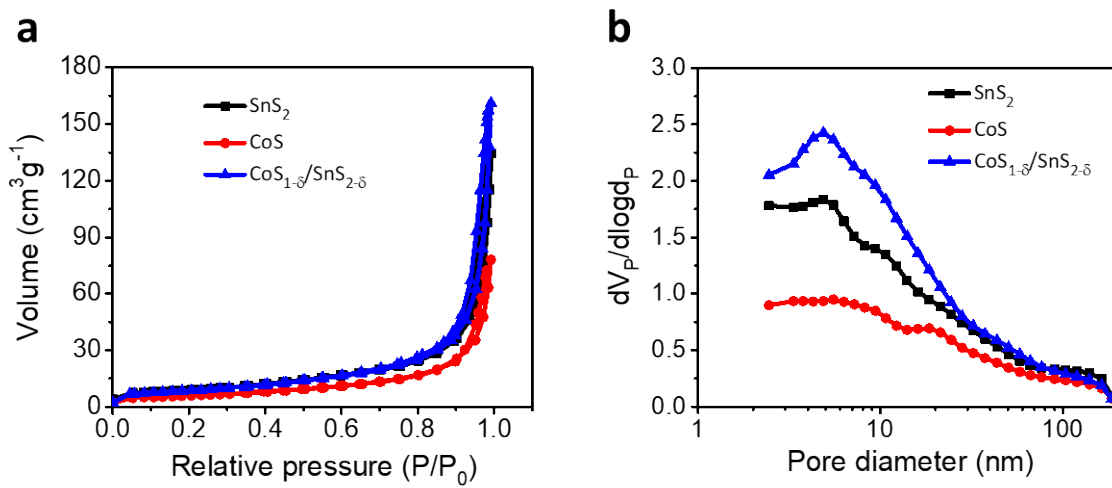 a
Volume (cm³g⁻¹)
180
150
120
90
60
30
0
SnS₂
CoS
CoS₁₋δ/SnS₂₋δ
0.0 0.2 0.4 0.6 0.8 1.0
Relative pressure (P/P₀)
b
dV_P/dlogd_P
3.0
2.5
2.0
1.5
1.0
0.5
0.0
SnS₂
CoS
CoS₁₋δ/SnS₂₋δ
1 10 100
Pore diameter (nm)